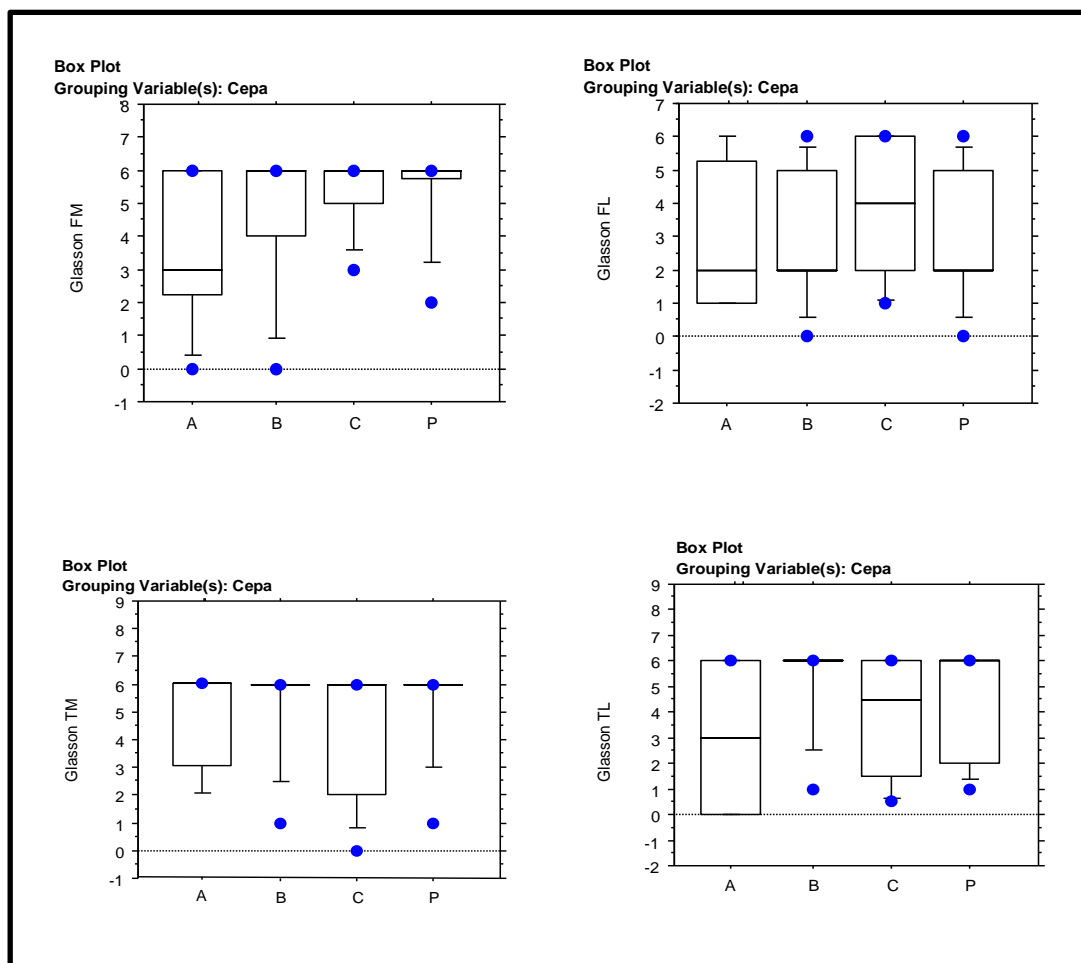 Box Plot
Grouping Variable(s): Cepa
8
7
6
5
4
3
2
1
0
-1
Glasson FM
A B C P
Box Plot
Grouping Variable(s): Cepa
7
6
5
4
3
2
1
0
-1
-2
Glasson FL
A B C P
Box Plot
Grouping Variable(s): Cepa
9
8
7
6
5
4
3
2
1
0
-1
Glasson TM
A B C P
Box Plot
Grouping Variable(s): Cepa
9
8
7
6
5
4
3
2
1
0
-1
-2
Glasson TL
A B C P